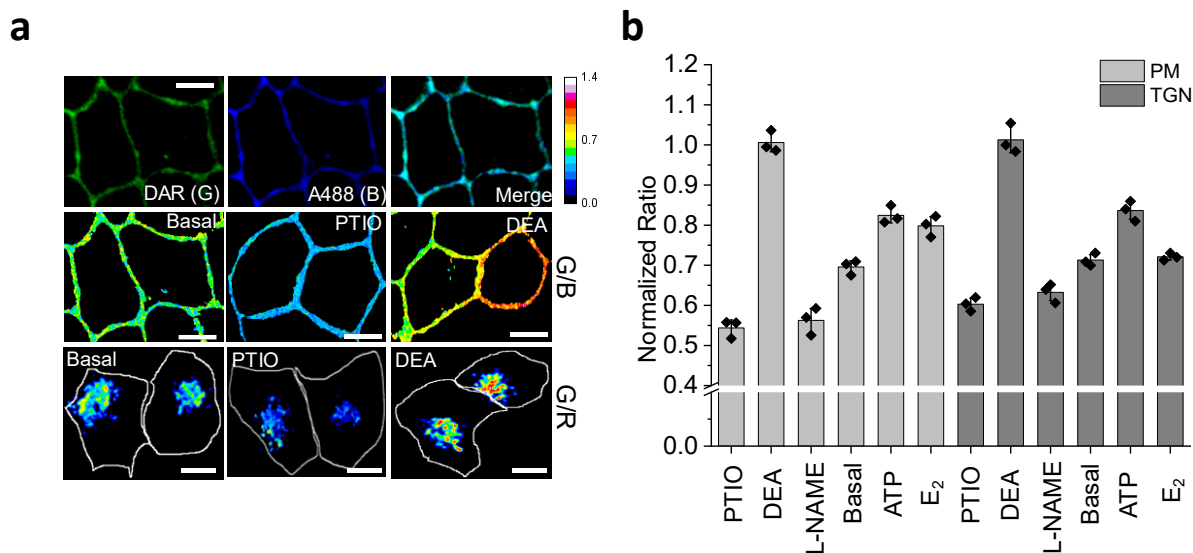 a
DAR (G)
A488 (B)
Merge
1.4
0.7
0.0
Basal
PTIO
DEA
G/B
Basal
PTIO
DEA
G/R
b
Normalized Ratio
1.2
1.1
1.0
0.9
0.8
0.7
0.6
0.5
0.4
0.0
PM
TGN
PTIO
DEA
L-NAME
Basal
ATP
E₂
PTIO
DEA
L-NAME
Basal
ATP
E₂